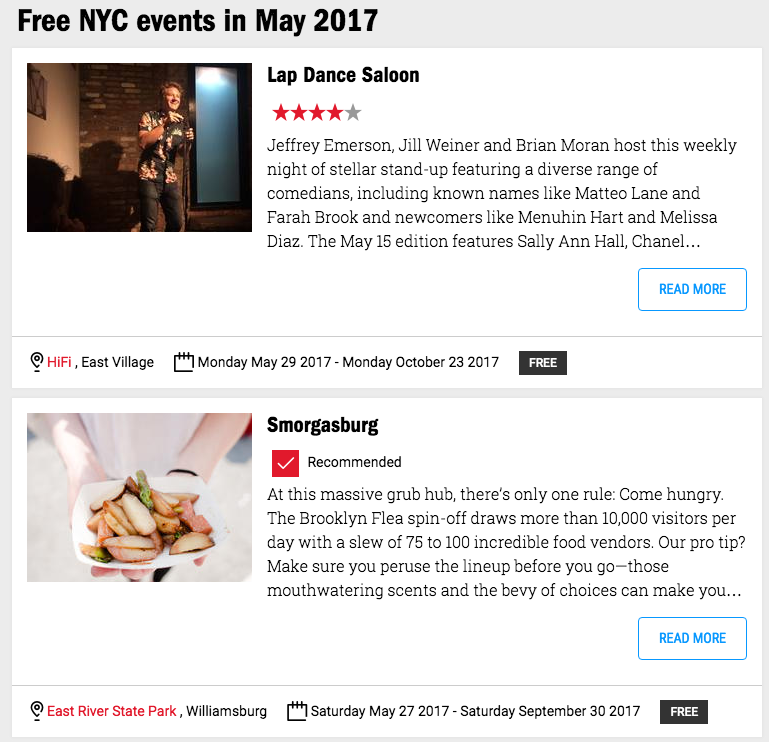 Free NYC events in May 2017
Lap Dance Saloon
Jeffrey Emerson, Jill Weiner and Brian Moran host this weekly
night of stellar stand-up featuring a diverse range of
comedians, including known names like Matteo Lane and
Farah Brook and newcomers like Menuhin Hart and Melissa
Diaz. The May 15 edition features Sally Ann Hall, Chanel…
READ MORE
HiFi , East Village Monday May 29 2017 - Monday October 23 2017 FREE
Smorgasburg
Recommended
At this massive grub hub, there’s only one rule: Come hungry.
The Brooklyn Flea spin-off draws more than 10,000 visitors per
day with a slew of 75 to 100 incredible food vendors. Our pro tip?
Make sure you peruse the lineup before you go—those
mouthwatering scents and the bevy of choices can make you…
READ MORE
East River State Park , Williamsburg Saturday May 27 2017 - Saturday September 30 2017 FREE